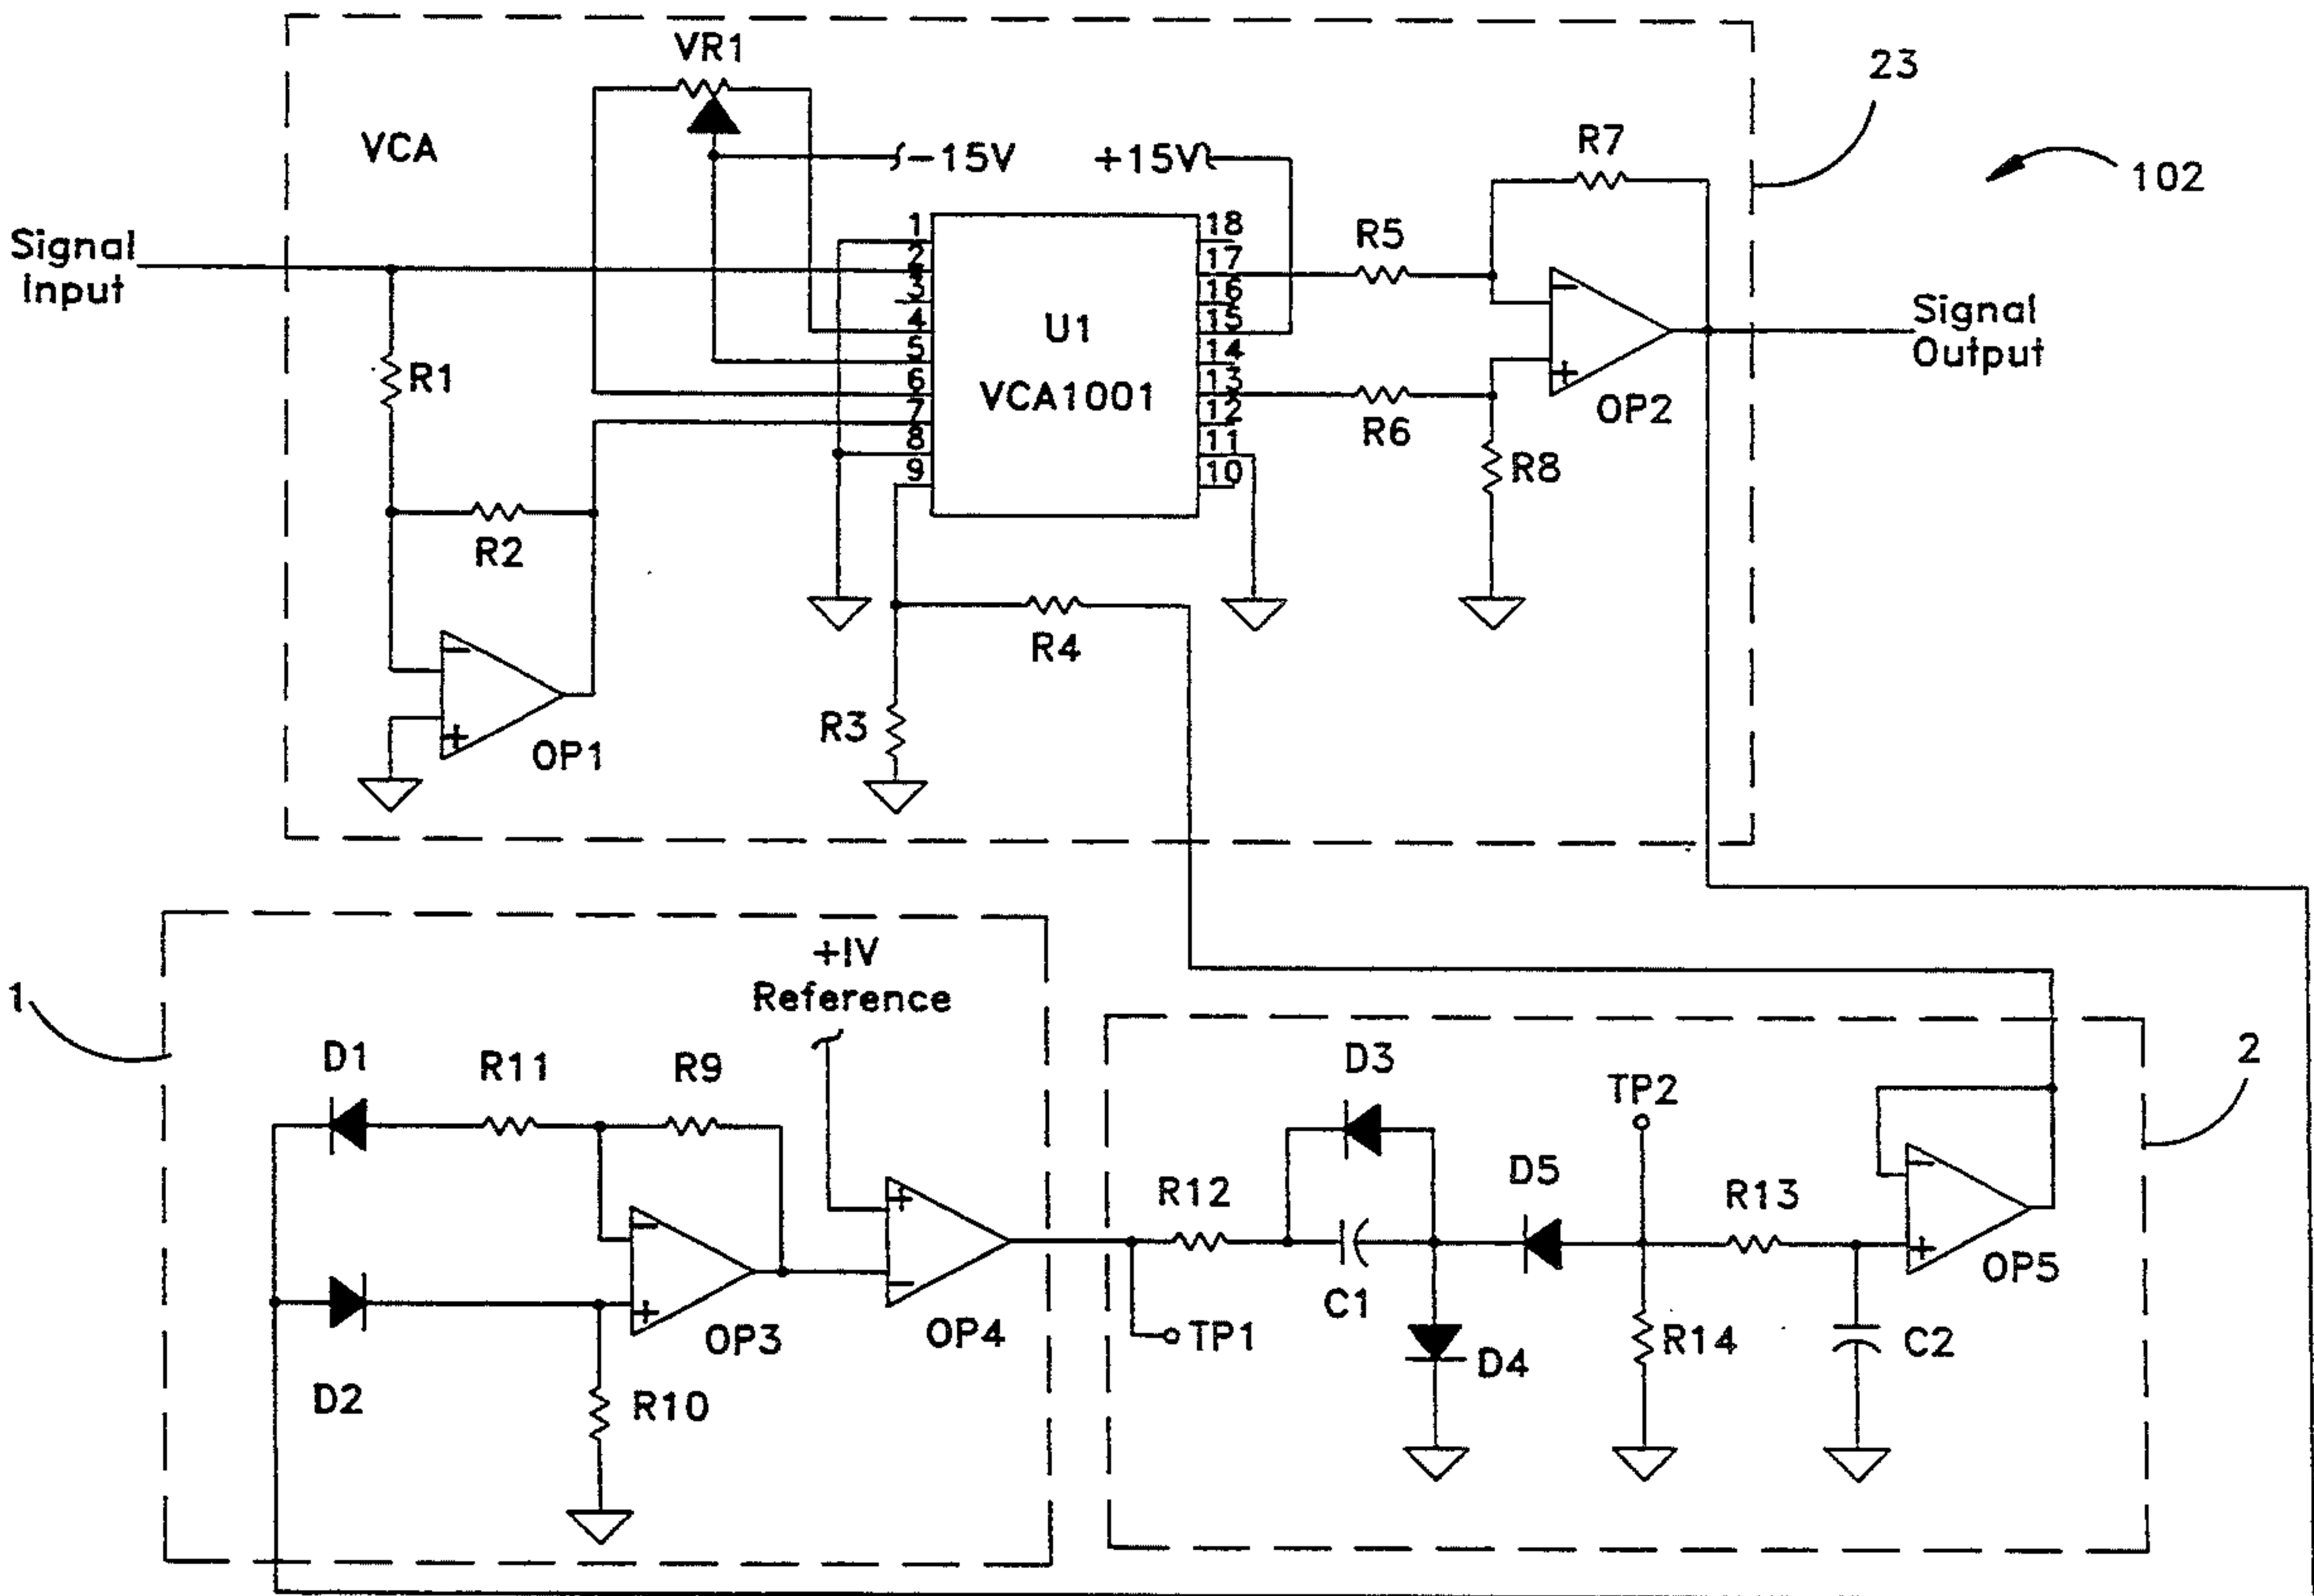 VR1
23
VCA
-15V
+15V
R7
102
Signal
Input
1
2
3
4
5
6
7
8
9
U1
VCA1001
18
17
16
15
14
13
12
11
10
R5
R6
-
+
OP2
Signal
Output
R1
R8
R2
R4
-
+
OP1
R3
+1V
Reference
1
D1
R11
R9
D2
-
+
OP3
R10
+
-
OP4
TP1
2
D3
TP2
R12
D5
R13
C1
D4
R14
C2
-
+
OP5